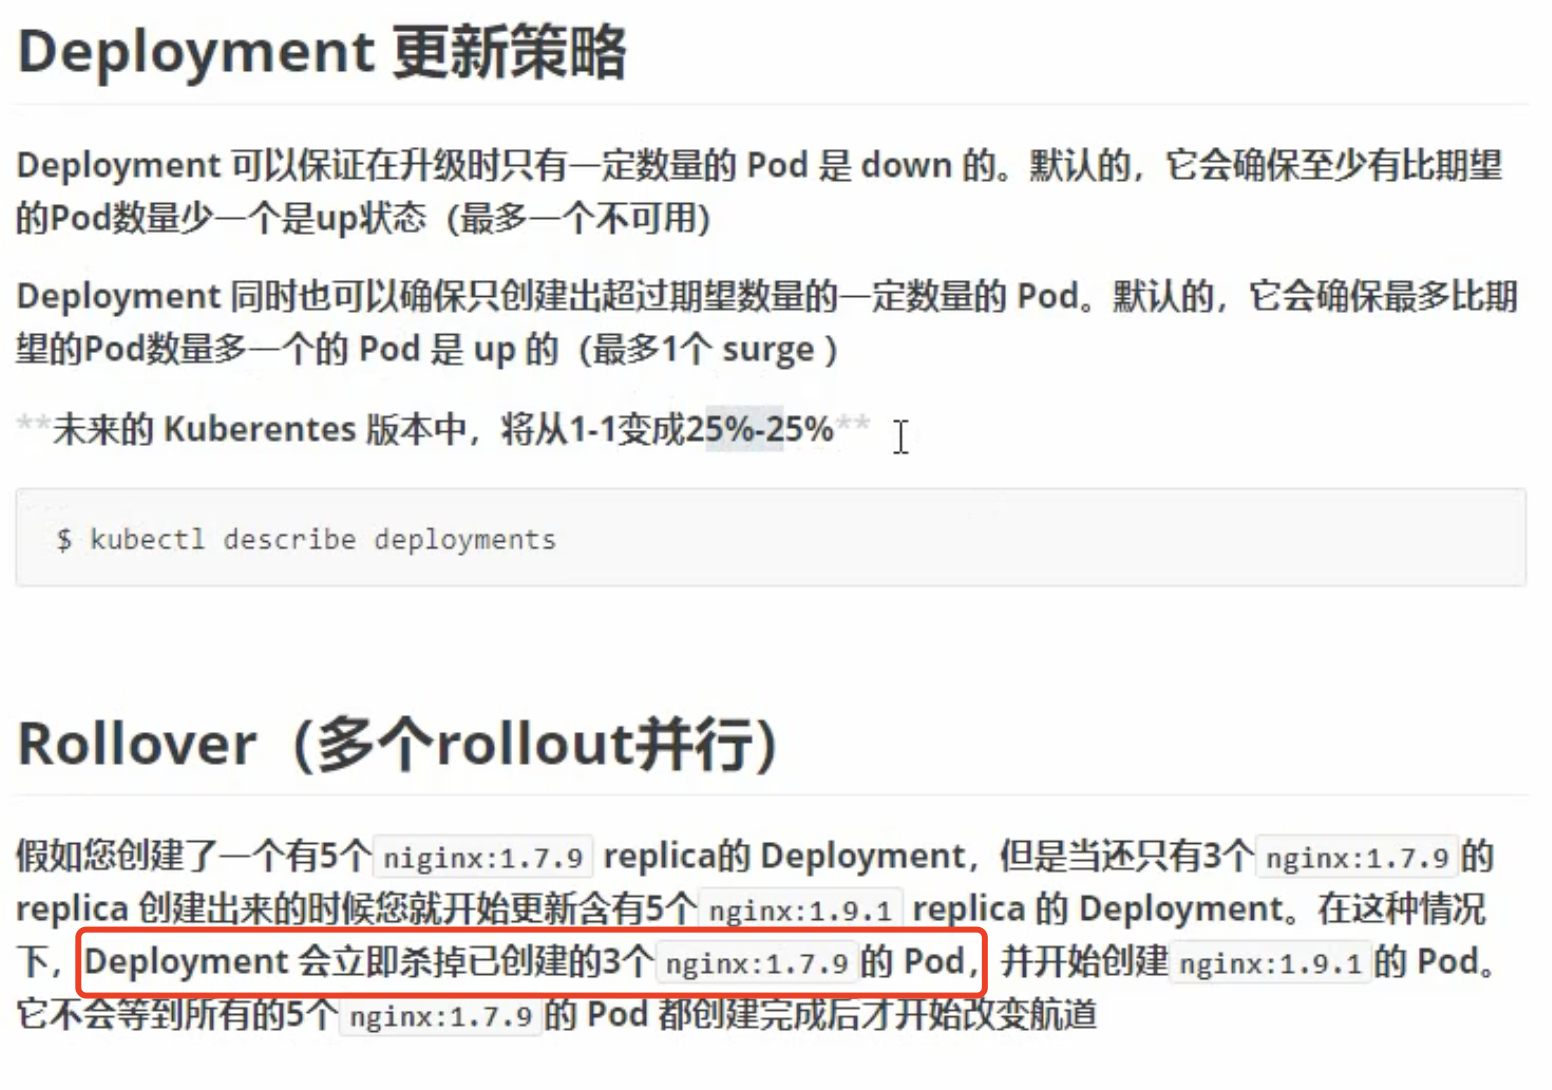 Deployment 更新策略
Deployment 可以保证在升级时只有一定数量的 Pod 是 down 的。默认的，它会确保至少有比期望
的Pod数量少一个是up状态（最多一个不可用）
Deployment 同时也可以确保只创建出超过期望数量的一定数量的 Pod。默认的，它会确保最多比期
望的Pod数量多一个的 Pod 是 up 的（最多1个 surge ）
**未来的 Kuberentes 版本中，将从1-1变成25%-25%**
$ kubectl describe deployments
Rollover（多个rollout并行）
假如您创建了一个有5个 niginx:1.7.9 replica的 Deployment，但是当还只有3个 nginx:1.7.9 的
replica 创建出来的时候您就开始更新含有5个 nginx:1.9.1 replica 的 Deployment。在这种情况
下，Deployment 会立即杀掉已创建的3个 nginx:1.7.9 的 Pod，并开始创建 nginx:1.9.1 的 Pod。
它不会等到所有的5个 nginx:1.7.9 的 Pod 都创建完成后才开始改变航道